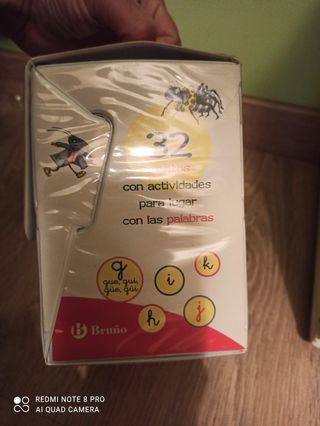 32
con actividades
para jugar
con las palabras
g
gue, gui,
güe, güi
i
k
h
j
B Bruño
REDMI NOTE 8 PRO
AI QUAD CAMERA